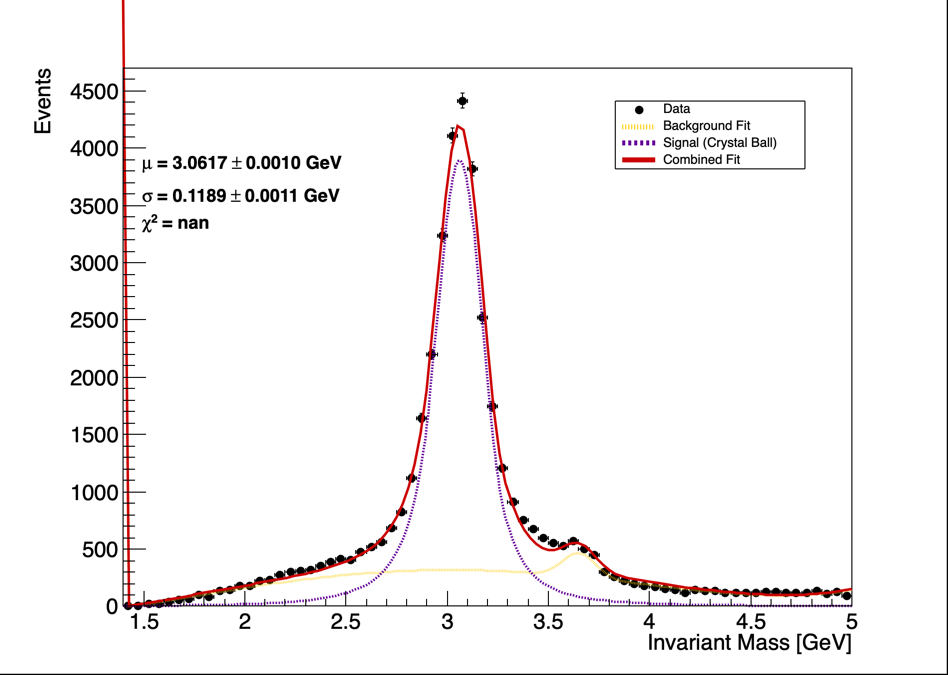 Events
4500
4000
3500
3000
2500
2000
1500
1000
500
0
μ = 3.0617 ± 0.0010 GeV
σ = 0.1189 ± 0.0011 GeV
χ² = nan
Data
Background Fit
Signal (Crystal Ball)
Combined Fit
1.5 2 2.5 3 3.5 4 4.5 5
Invariant Mass [GeV]